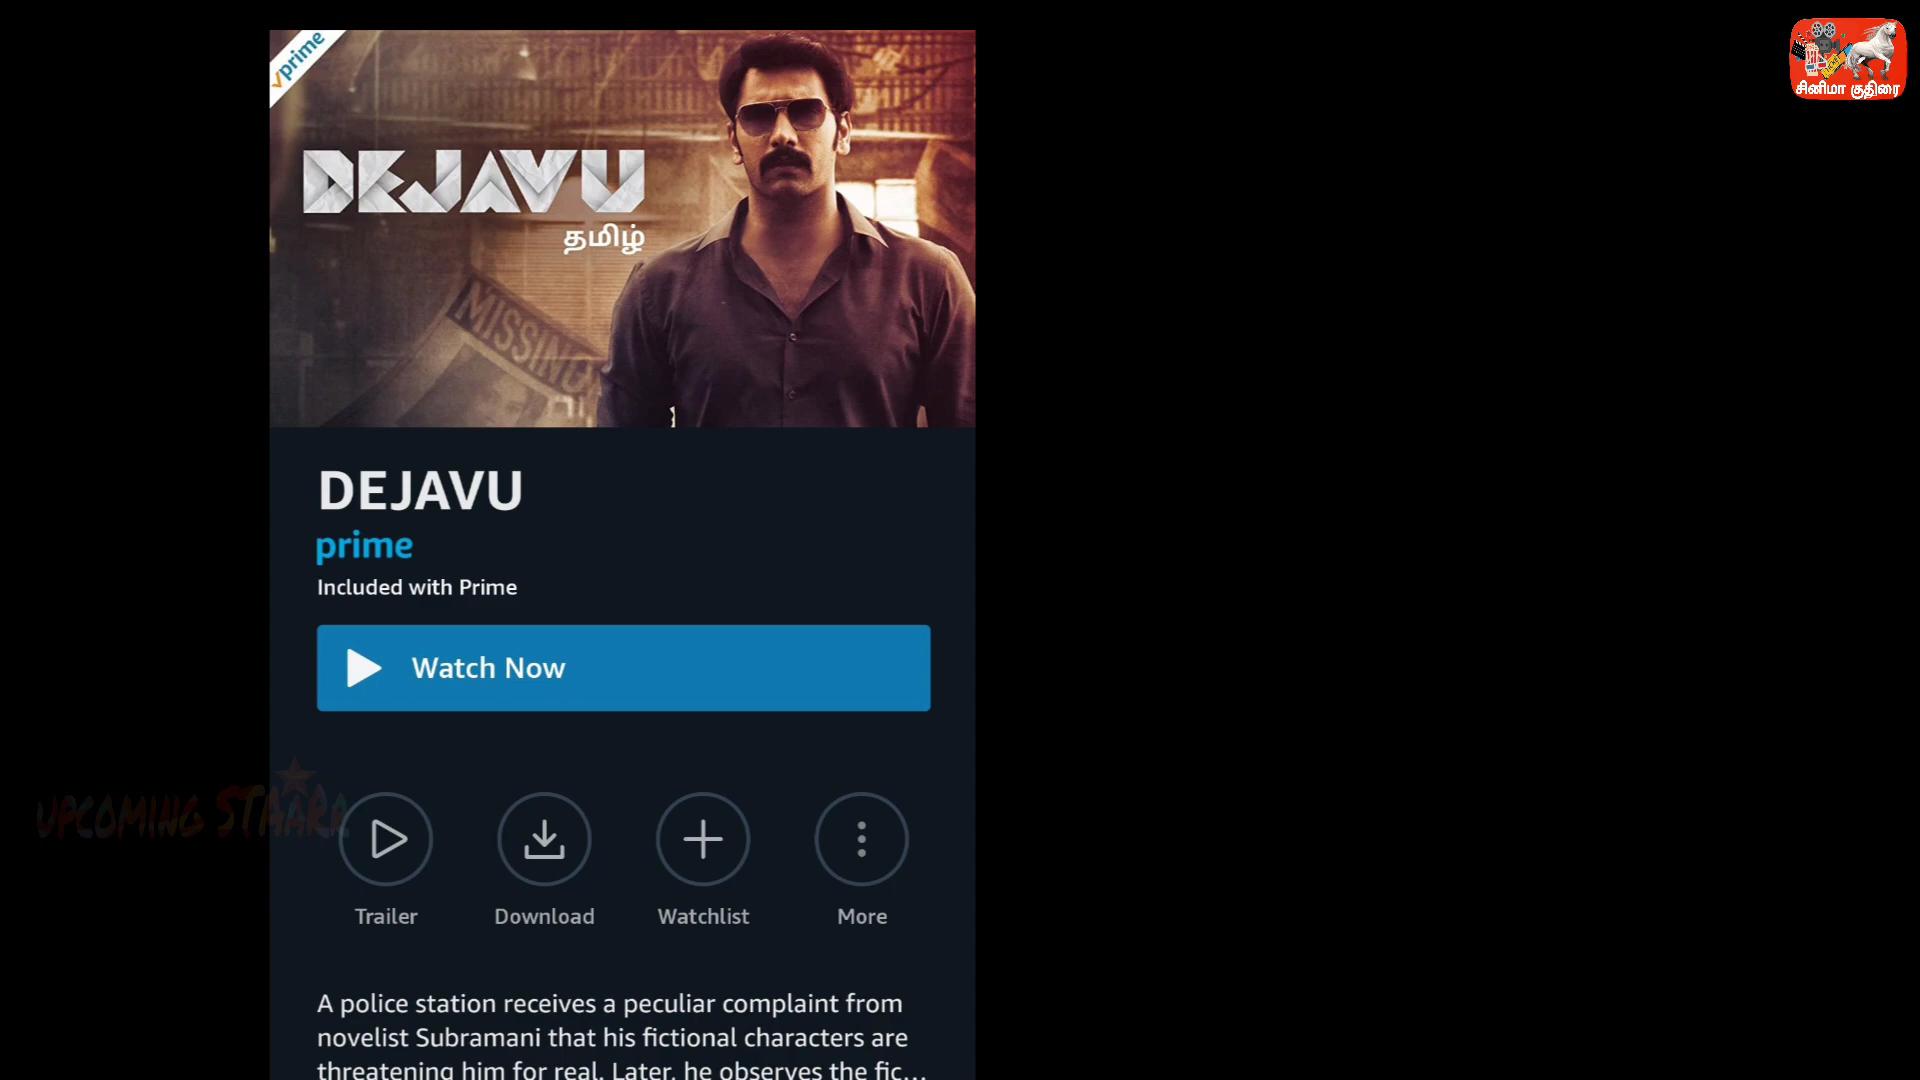 prime
சினிமா குதிரை
DEJAVU
தமிழ்
MISSING
DEJAVU
prime
Included with Prime
Watch Now
UPCOMING STAARR
Trailer
Download
Watchlist
More
A police station receives a peculiar complaint from
novelist Subramani that his fictional characters are
threatening him for real. Later, he observes the fic...